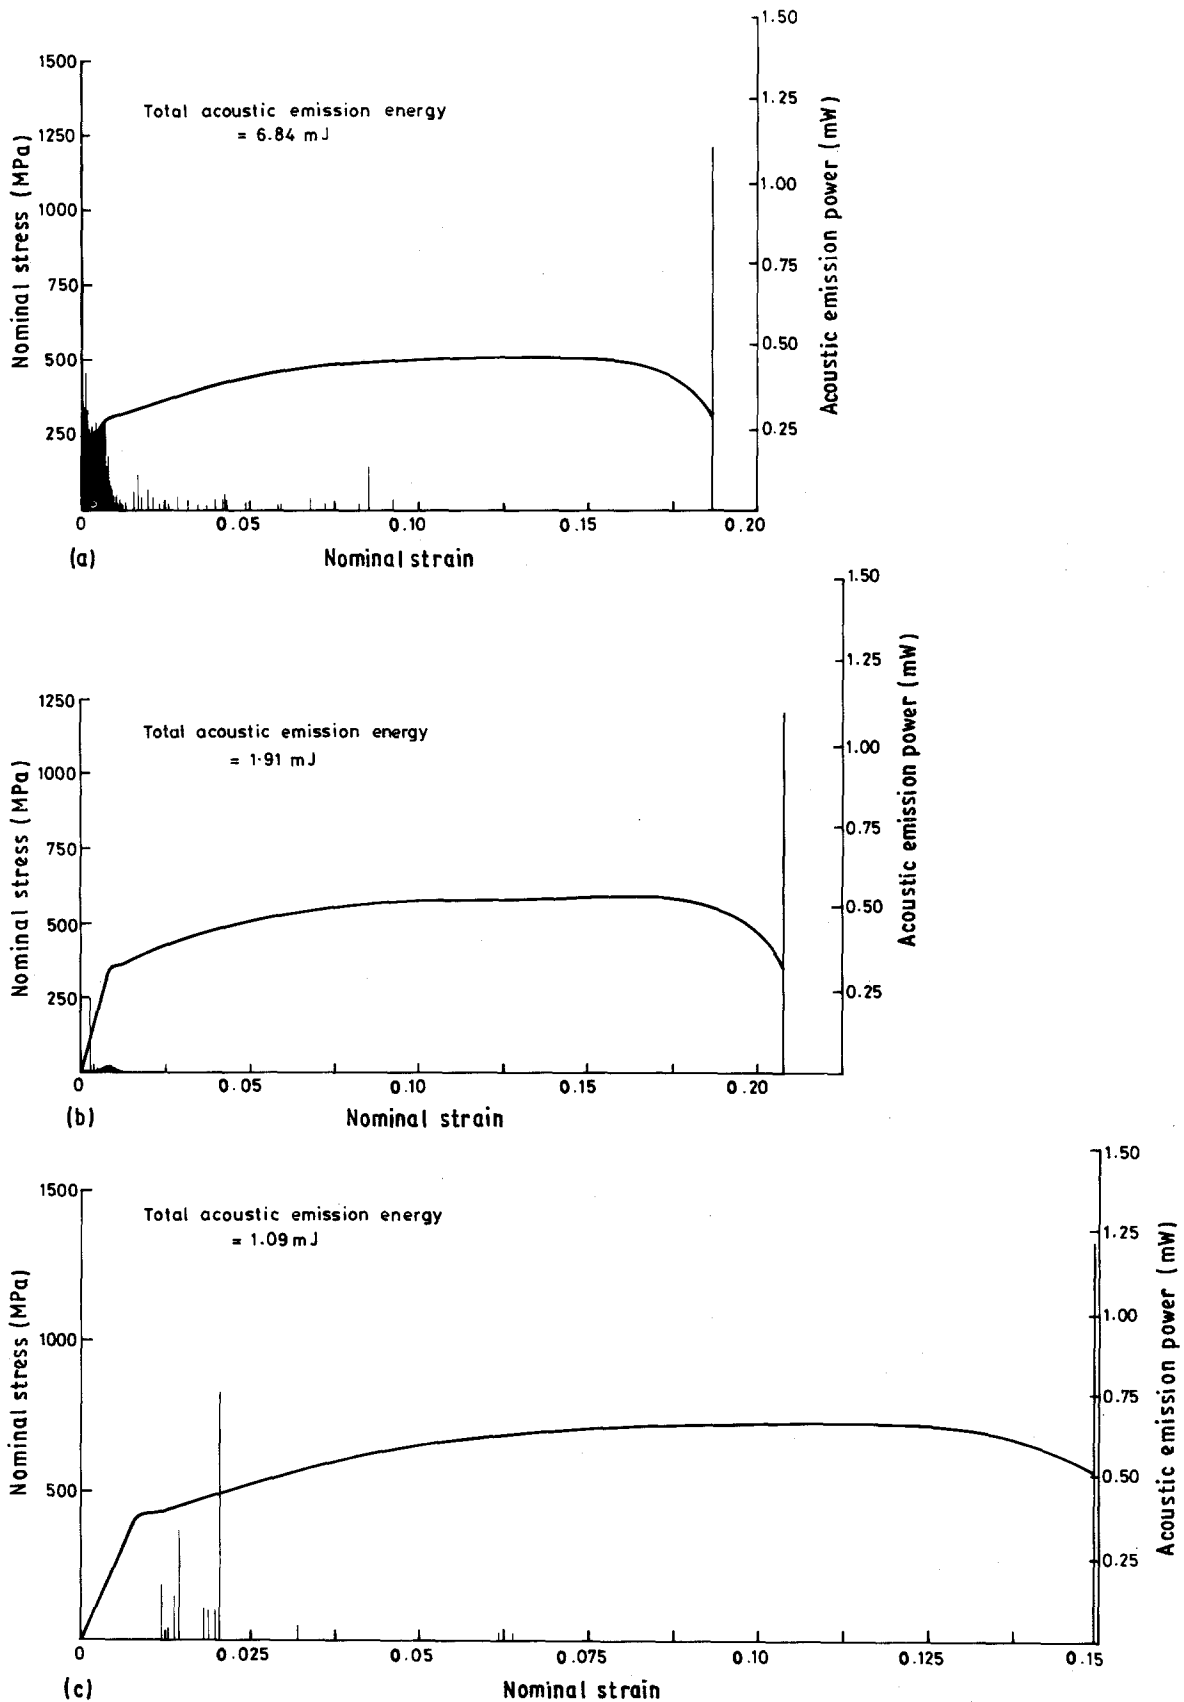 1.50
1500
Total acoustic emission energy
= 6.84 mJ
1.25
1250
1.00
1000
0.75
750
0.50
500
0.25
250
Nominal stress (MPa)
Acoustic emission power (mW)
0 0.05 0.10 0.15 0.20
(a) Nominal strain
1.50
1.25
1250
Total acoustic emission energy
= 1·91 mJ
1.00
1000
0.75
750
0.50
500
0.25
250
Nominal stress (MPa)
Acoustic emission power (mW)
0 0.05 0.10 0.15 0.20
(b) Nominal strain
1.50
1500
Total acoustic emission energy
= 1.09 mJ
1.25
1.00
1000
0.75
0.50
500
0.25
Nominal stress (MPa)
Acoustic emission power (mW)
0 0.025 0.05 0.075 0.10 0.125 0.15
(c) Nominal strain